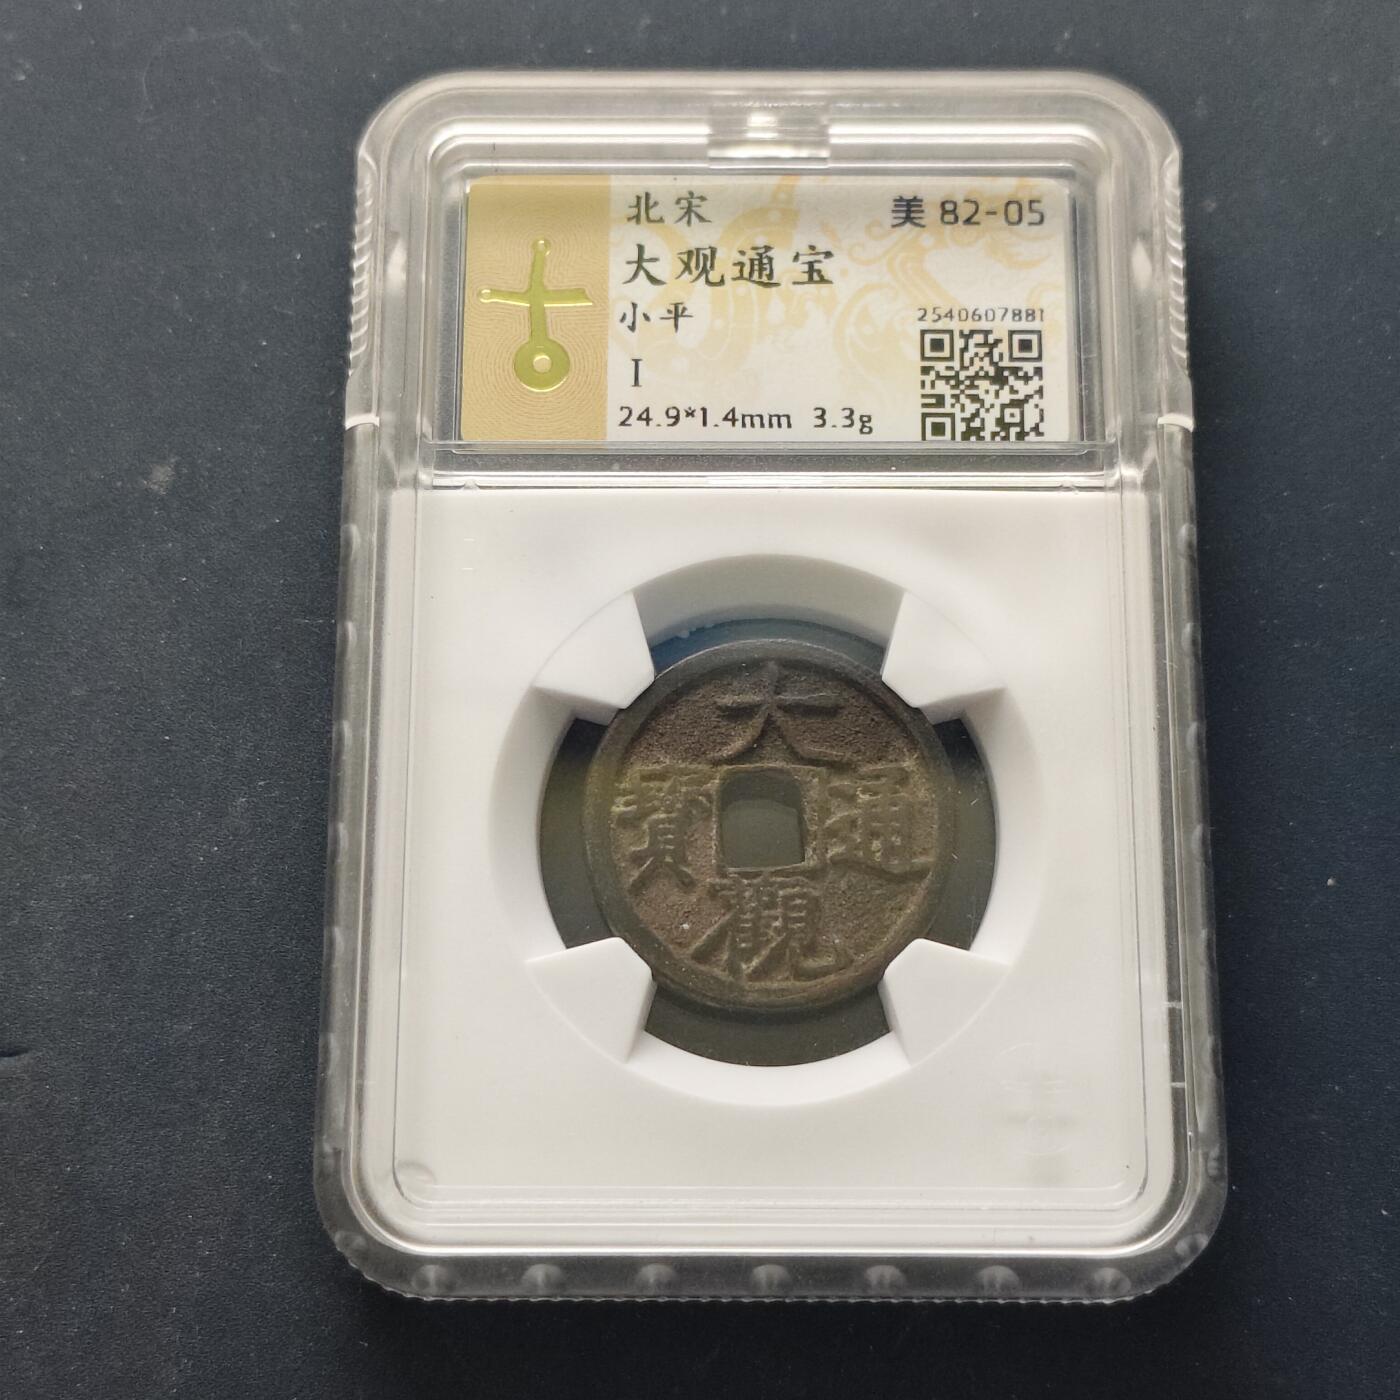 北宋
美 82-05
大观通宝
小平
2540607881
I
24.9*1.4mm 3.3g
大
通
寶
觀